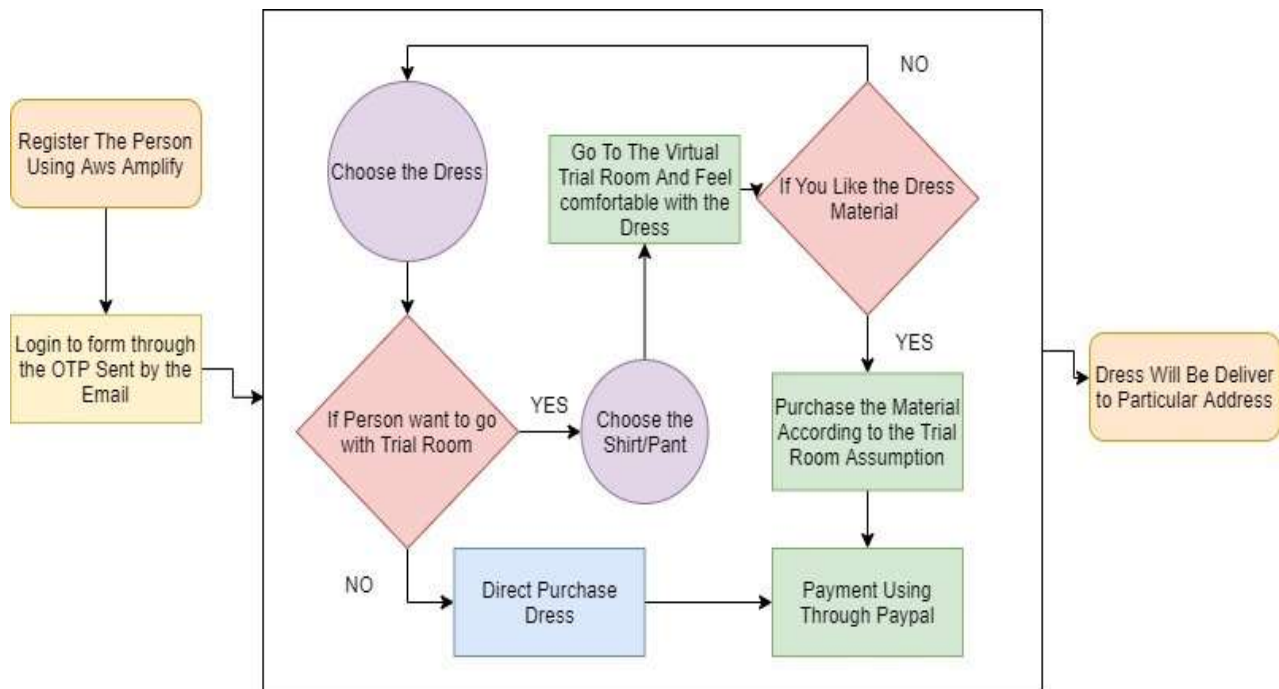 Register The Person
Using Aws Amplify
Login to form through
the OTP Sent by the
Email
NO
Choose the Dress
Go To The Virtual
Trial Room And Feel
comfortable with the
Dress
If You Like the Dress
Material
If Person want to go
with Trial Room
YES
Choose the
Shirt/Pant
YES
Purchase the Material
According to the Trial
Room Assumption
NO
Direct Purchase
Dress
Payment Using
Through Paypal
Dress Will Be Deliver
to Particular Address